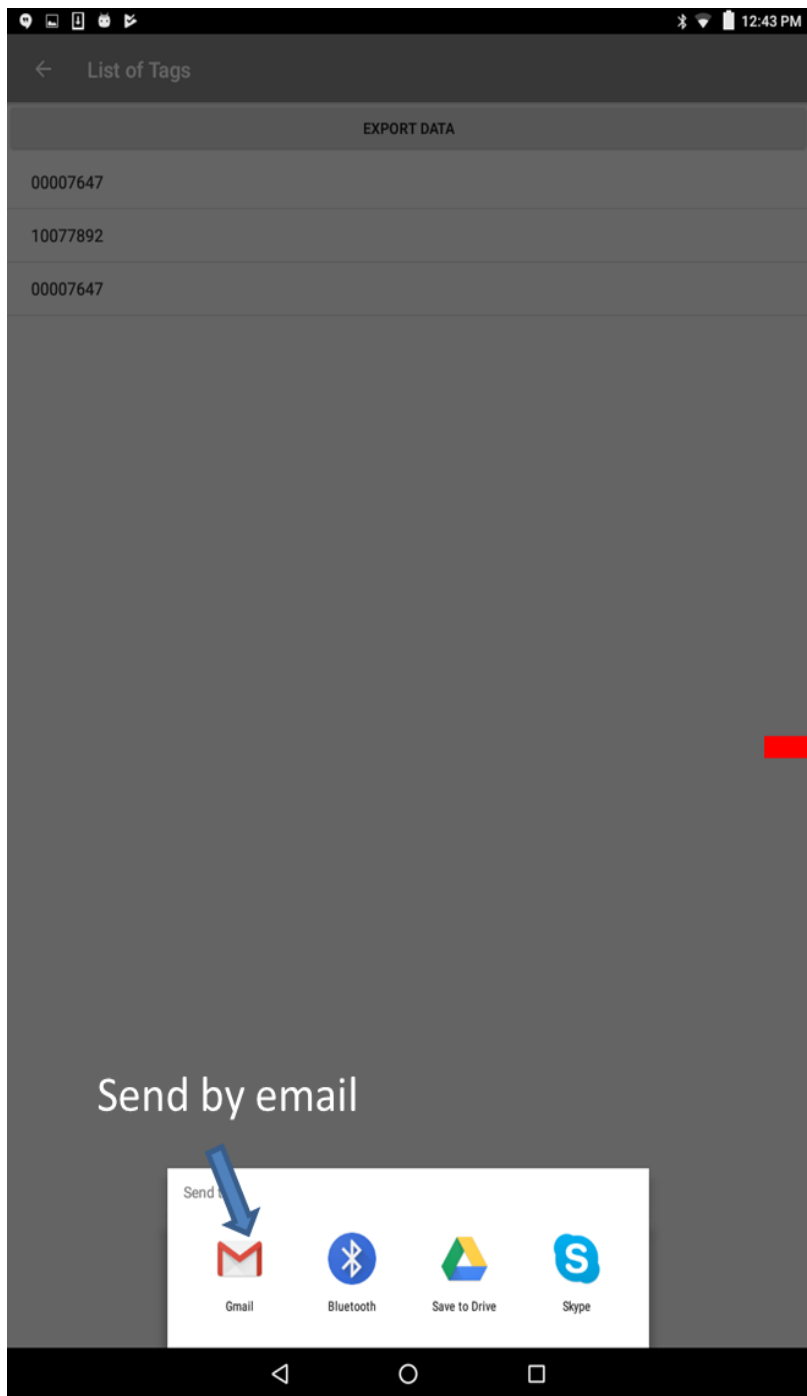 12:43 PM
List of Tags
EXPORT DATA
00007647
10077892
00007647
Send by email
Send
Gmail
Bluetooth
Save to Drive
Skype